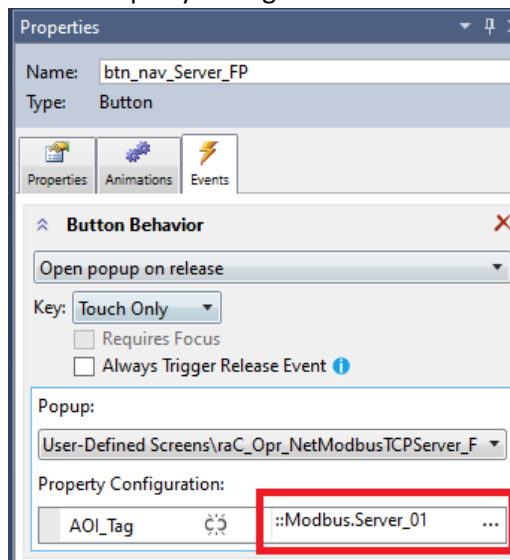 Properties
Name: btn_nav_Server_FP
Type: Button
Properties Animations Events
Button Behavior
Open popup on release
Key: Touch Only
Requires Focus
Always Trigger Release Event
Popup:
User-Defined Screens\raC_Opr_NetModbusTCPServer_F
Property Configuration:
AOI_Tag ::Modbus.Server_01 ...